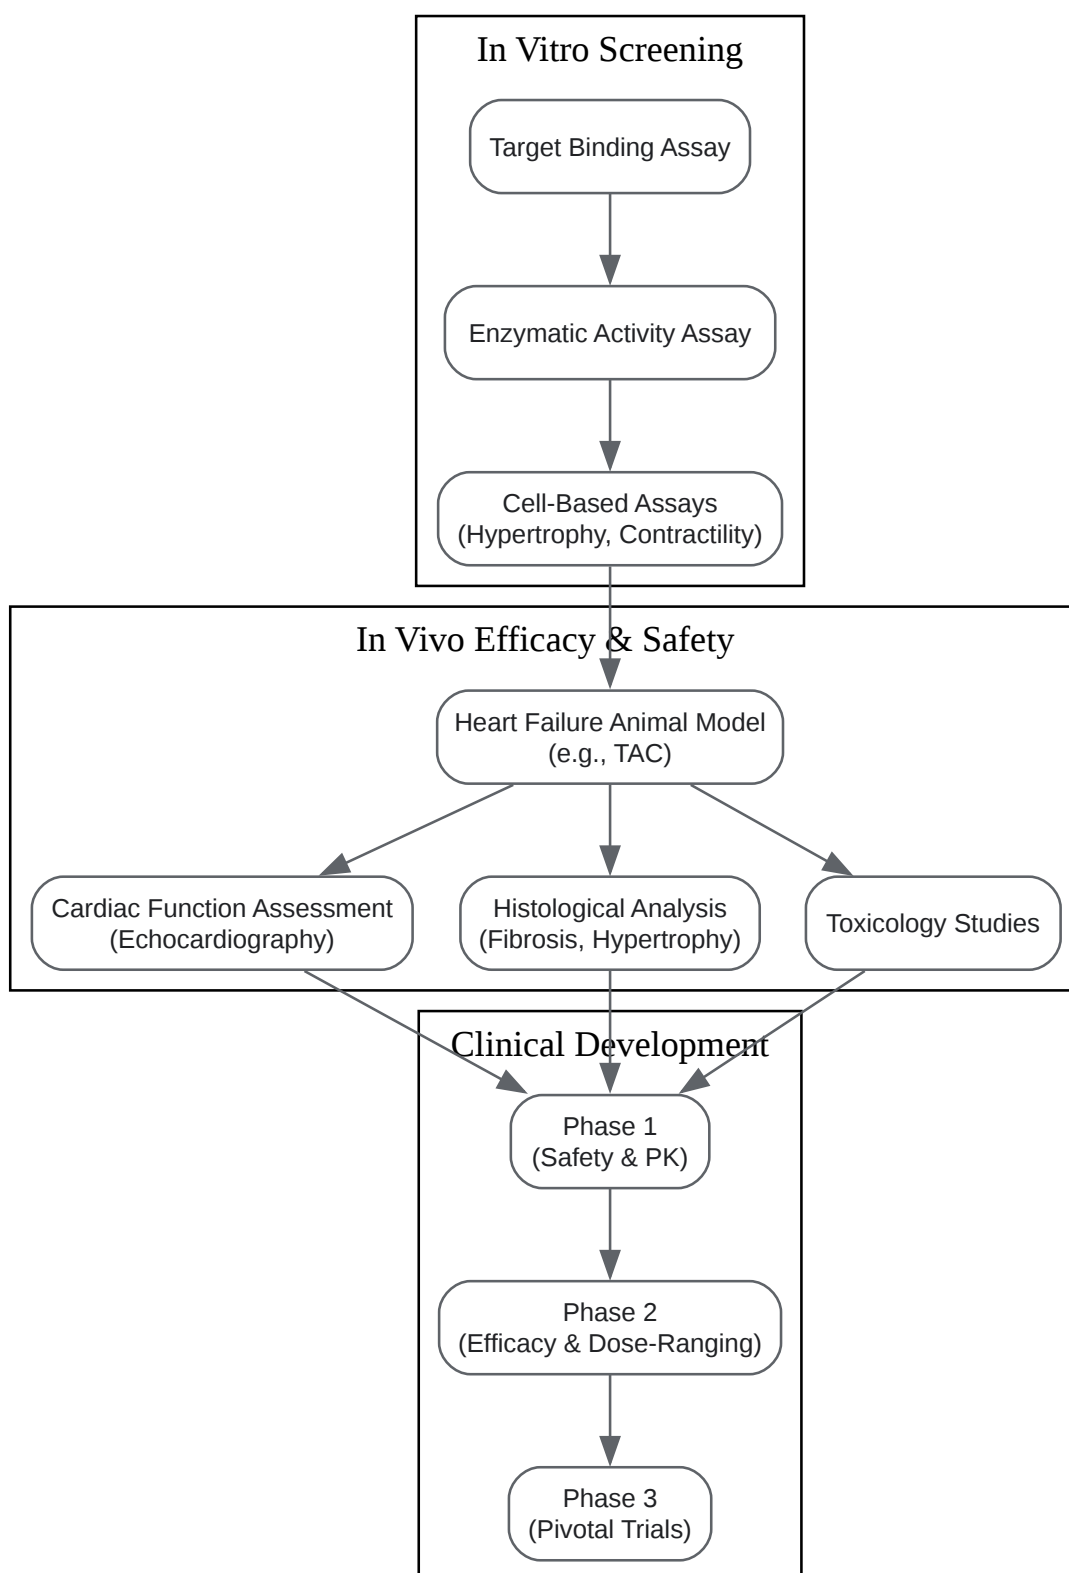 In Vitro Screening
Target Binding Assay
Enzymatic Activity Assay
Cell-Based Assays
(Hypertrophy, Contractility)
In Vivo Efficacy & Safety
Heart Failure Animal Model
(e.g., TAC)
Cardiac Function Assessment
(Echocardiography)
Histological Analysis
(Fibrosis, Hypertrophy)
Toxicology Studies
Clinical Development
Phase 1
(Safety & PK)
Phase 2
(Efficacy & Dose-Ranging)
Phase 3
(Pivotal Trials)